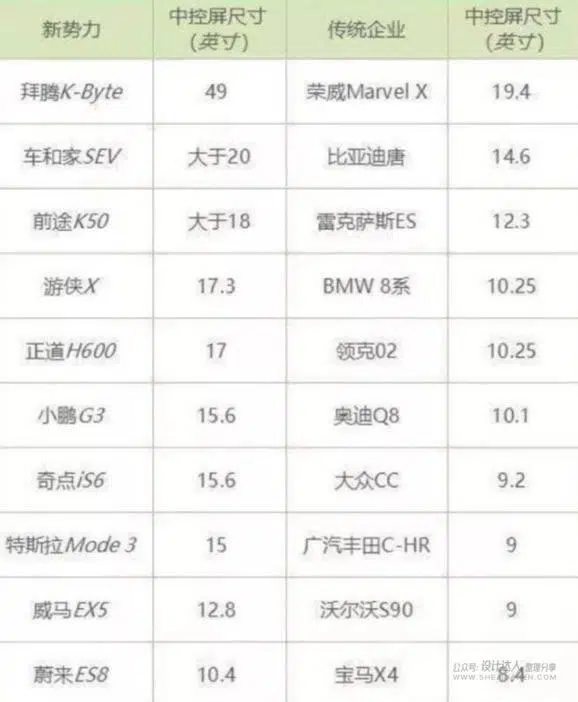 新势力 中控屏尺寸（英寸） 传统企业 中控屏尺寸（英寸）
拜腾K-Byte 49 荣威Marvel X 19.4
车和家SEV 大于20 比亚迪唐 14.6
前途K50 大于18 雷克萨斯ES 12.3
游侠X 17.3 BMW 8系 10.25
正道H600 17 领克02 10.25
小鹏G3 15.6 奥迪Q8 10.1
奇点iS6 15.6 大众CC 9.2
特斯拉Mode 3 15 广汽丰田C-HR 9
威马EX5 12.8 沃尔沃S90 9
蔚来ES8 10.4 宝马X4 8.4
公众号: 设计达人 整理分享